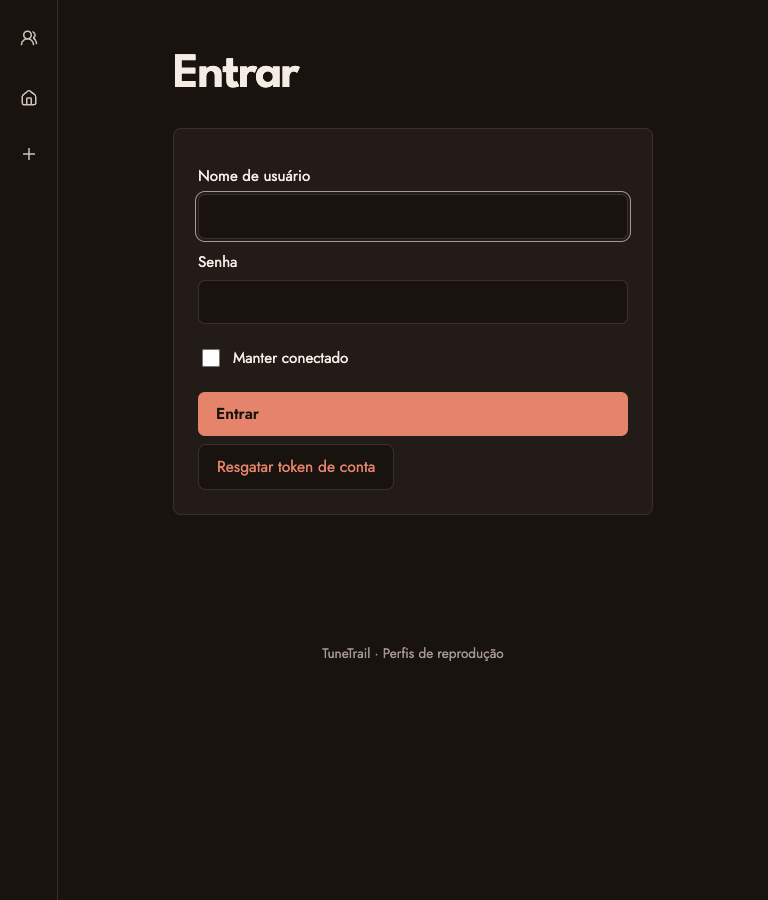 Entrar
Nome de usuário
Senha
Manter conectado
Entrar
Resgatar token de conta
TuneTrail · Perfis de reprodução